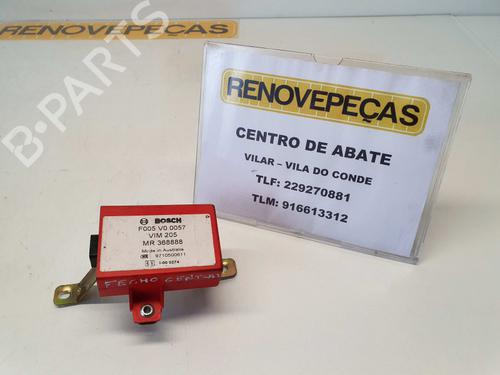 RENOVEPEÇAS
B-PARTS
RENOVEPEÇAS
CENTRO DE ABATE
VILAR – VILA DO CONDE
TLF: 229270881
TLM: 916613312
BOSCH
F005 V0 0057
VIM 205
MR 368888
Made in Australia
9710500611
FECHO CENTRAL